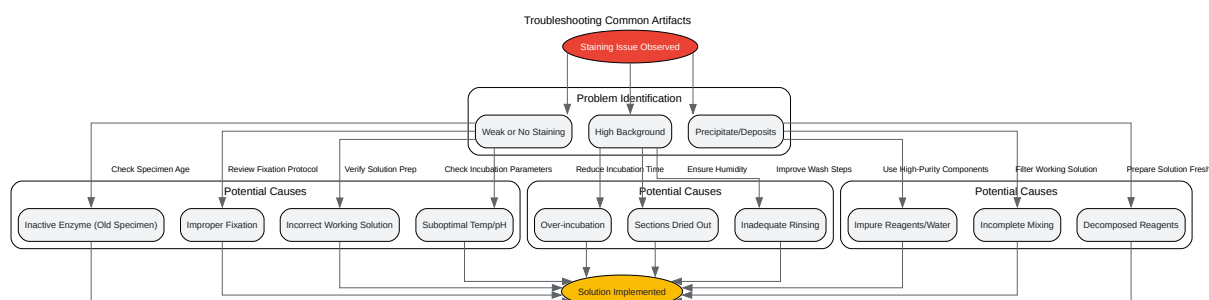 Troubleshooting Common Artifacts
Staining Issue Observed
Problem Identification
Weak or No Staining
High Background
Precipitate/Deposits
Check Specimen Age
Review Fixation Protocol
Verify Solution Prep
Check Incubation Parameters
Reduce Incubation Time
Ensure Humidity
Improve Wash Steps
Use High-Purity Components
Filter Working Solution
Prepare Solution Fresh
Potential Causes
Potential Causes
Potential Causes
Inactive Enzyme (Old Specimen)
Improper Fixation
Incorrect Working Solution
Suboptimal Temp/pH
Over-incubation
Sections Dried Out
Inadequate Rinsing
Impure Reagents/Water
Incomplete Mixing
Decomposed Reagents
Solution Implemented